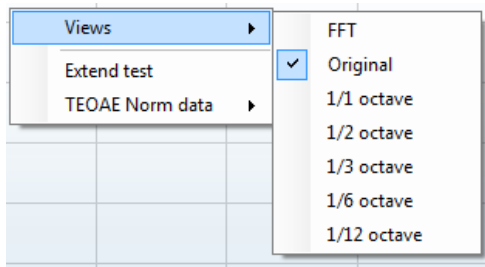 Views
Extend test
TEOAE Norm data
FFT
Original
1/1 octave
1/2 octave
1/3 octave
1/6 octave
1/12 octave